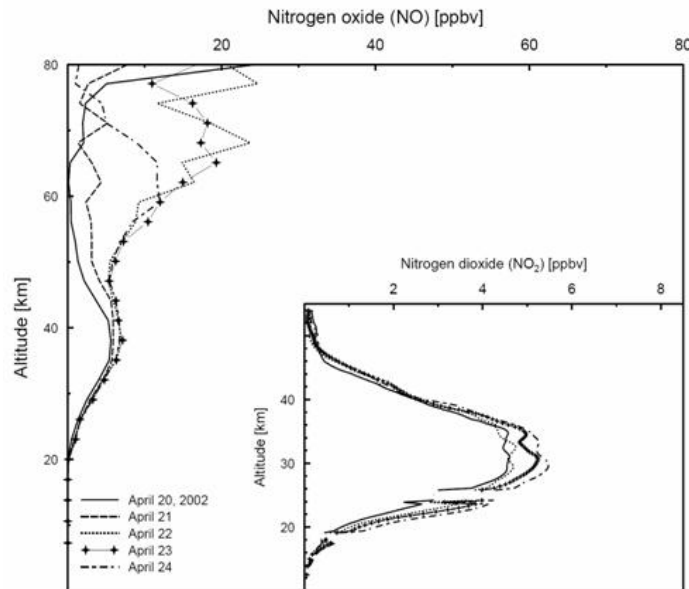 Nitrogen oxide (NO) [ppbv]
20 40 60 80
80
60
40
20
Altitude [km]
Nitrogen dioxide (NO₂) [ppbv]
2 4 6 8
40
30
20
Altitude [km]
April 20, 2002
April 21
April 22
April 23
April 24